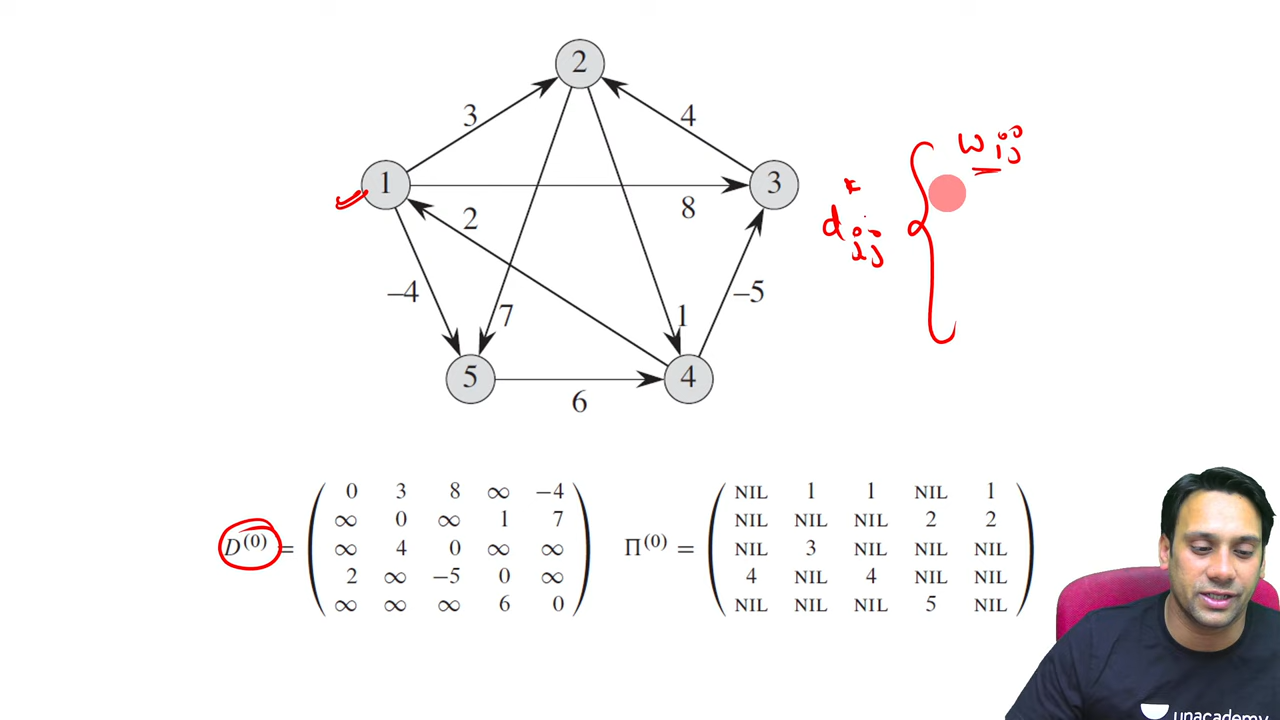 2
3
4
1
3
8
2
-4
-5
7
1
5
4
6
w i j
k
d i j
D(0) = 0 3 8 ∞ -4
∞ 0 ∞ 1 7
∞ 4 0 ∞ ∞
2 ∞ -5 0 ∞
∞ ∞ ∞ 6 0
Π(0) = NIL 1 1 NIL 1
NIL NIL NIL 2 2
NIL 3 NIL NIL NIL
4 NIL 4 NIL NIL
NIL NIL NIL 5 NIL
unacademy